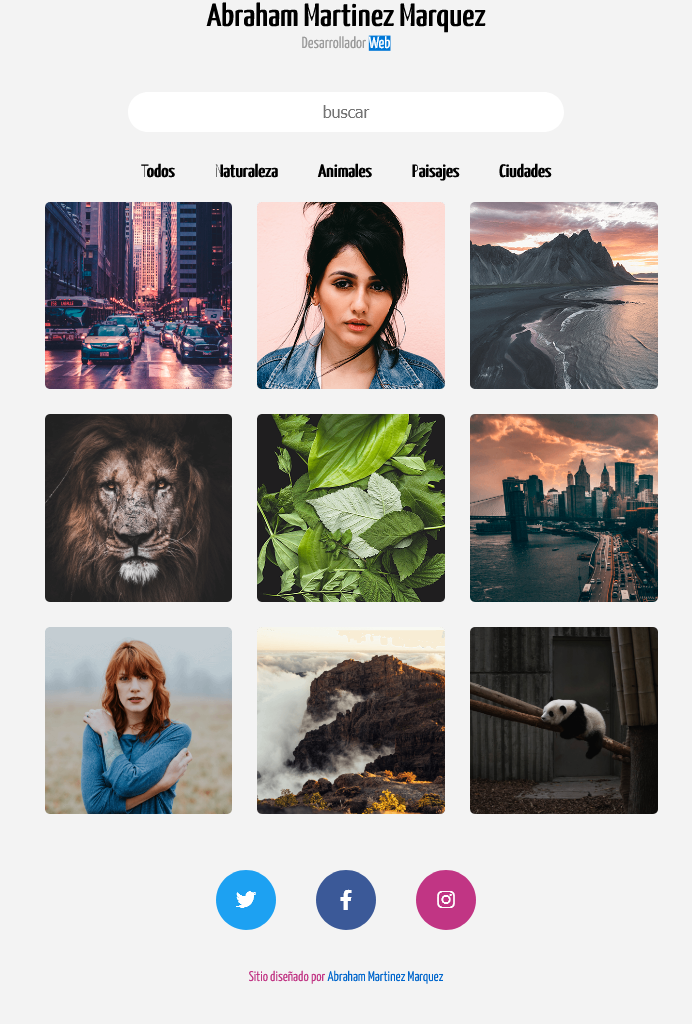 Abraham Martinez Marquez
Desarrollador Web
buscar
Todos Naturaleza Animales Paisajes Ciudades
Sitio diseñado por Abraham Martinez Marquez